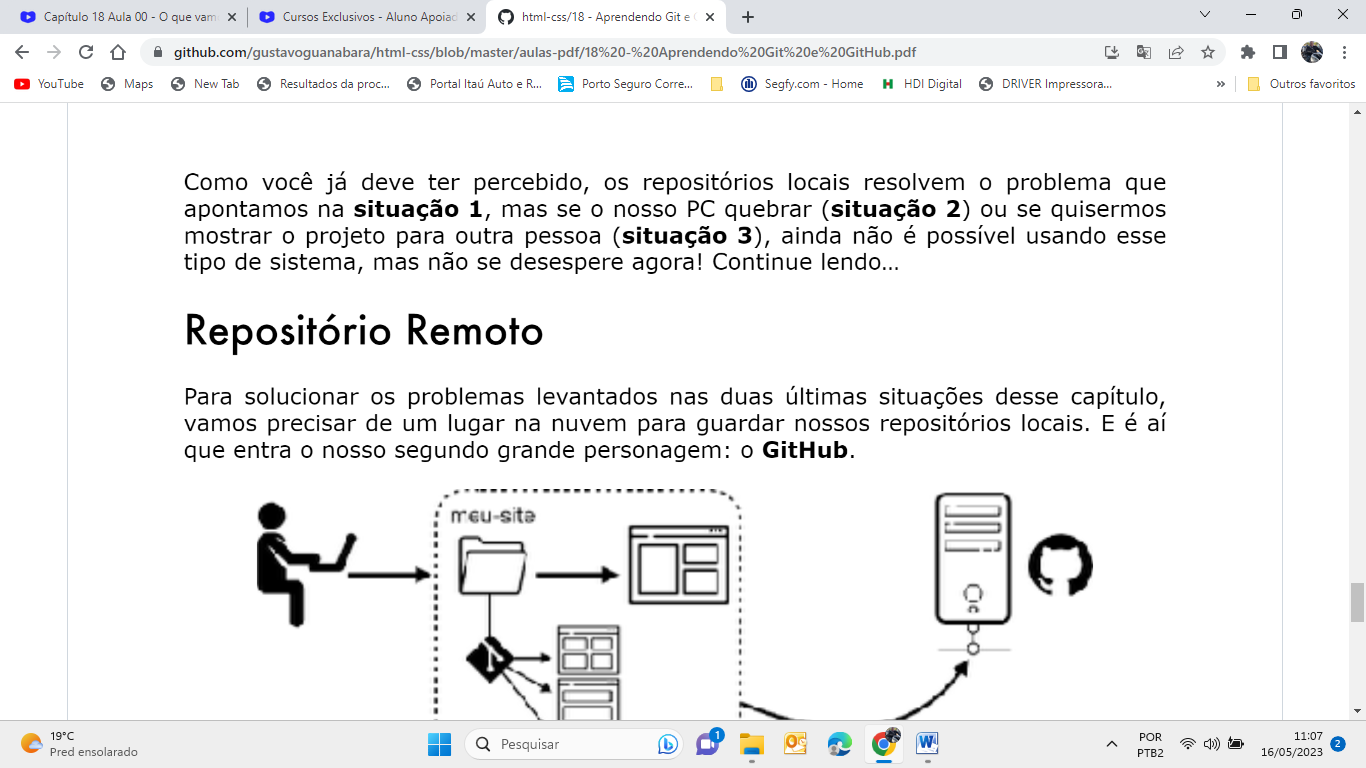 Capítulo 18 Aula 00 - O que vam
Cursos Exclusivos - Aluno Apoiad
html-css/18 - Aprendendo Git e G
github.com/gustavoguanabara/html-css/blob/master/aulas-pdf/18%20-%20Aprendendo%20Git%20e%20GitHub.pdf
YouTube
Maps
New Tab
Resultados da proc...
Portal Itaú Auto e R...
Porto Seguro Corre...
Segfy.com - Home
HDI Digital
DRIVER Impressora...
»
Outros favoritos
Como você já deve ter percebido, os repositórios locais resolvem o problema que
apontamos na situação 1, mas se o nosso PC quebrar (situação 2) ou se quisermos
mostrar o projeto para outra pessoa (situação 3), ainda não é possível usando esse
tipo de sistema, mas não se desespere agora! Continue lendo…
Repositório Remoto
Para solucionar os problemas levantados nas duas últimas situações desse capítulo,
vamos precisar de um lugar na nuvem para guardar nossos repositórios locais. E é aí
que entra o nosso segundo grande personagem: o GitHub.
meu-site
19°C
Pred ensolarado
Pesquisar
1
POR
PTB2
11:07
16/05/2023
2